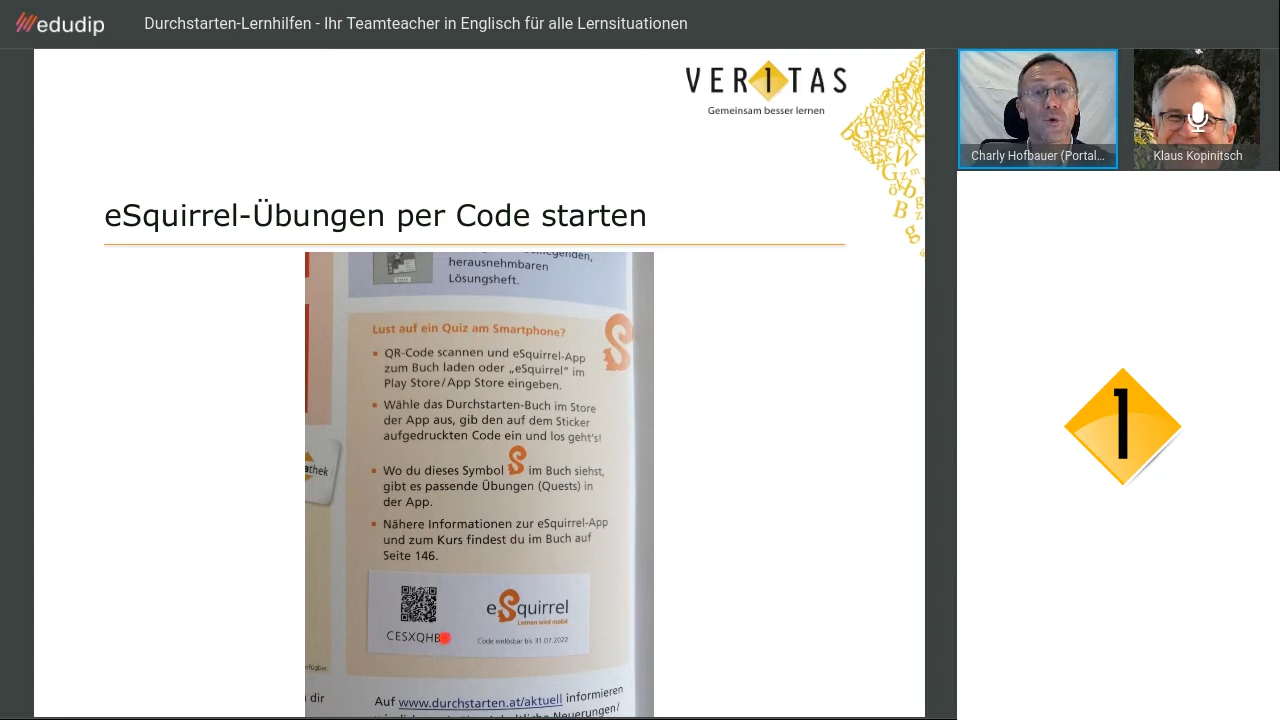 edudip
Durchstarten-Lernhilfen - Ihr Teamteacher in Englisch für alle Lernsituationen
VER1TAS
Gemeinsam besser lernen
Charly Hofbauer (Portal...
Klaus Kopinitsch
eSquirrel-Übungen per Code starten
herausnehmbaren
Lösungsheft.
Lust auf ein Quiz am Smartphone?
▪ QR-Code scannen und eSquirrel-App
zum Buch laden oder „eSquirrel“ im
Play Store/App Store eingeben.
▪ Wähle das Durchstarten-Buch im Store
der App aus, gib den auf dem Sticker
aufgedruckten Code ein und los geht's!
▪ Wo du dieses Symbol im Buch siehst,
gibt es passende Übungen (Quests) in
der App.
▪ Nähere Informationen zur eSquirrel-App
und zum Kurs findest du im Buch auf
Seite 146.
athek
eSquirrel
Lernen wird mobil
CESXQHB
Code einlösbar bis 31.07.2022
dir
Auf www.durchstarten.at/aktuell informieren
Neuerungen/
1